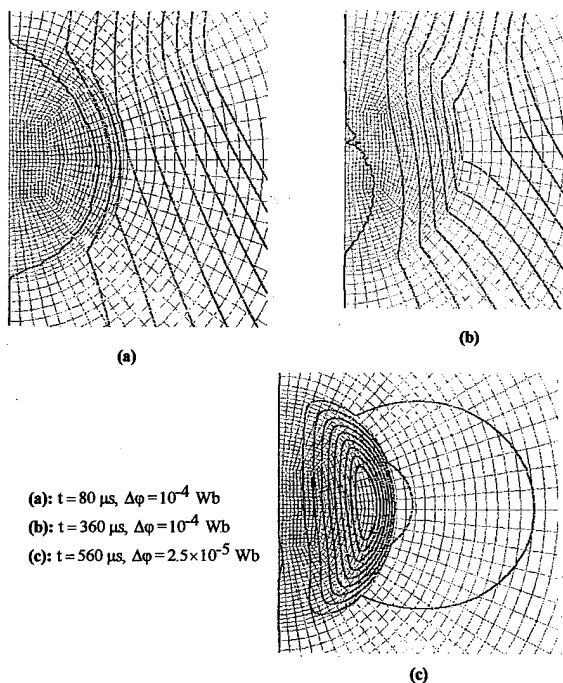 (a)
(b)
(a): t = 80 μs, Δφ = 10⁻⁴ Wb
(b): t = 360 μs, Δφ = 10⁻⁴ Wb
(c): t = 560 μs, Δφ = 2.5×10⁻⁵ Wb
(c)